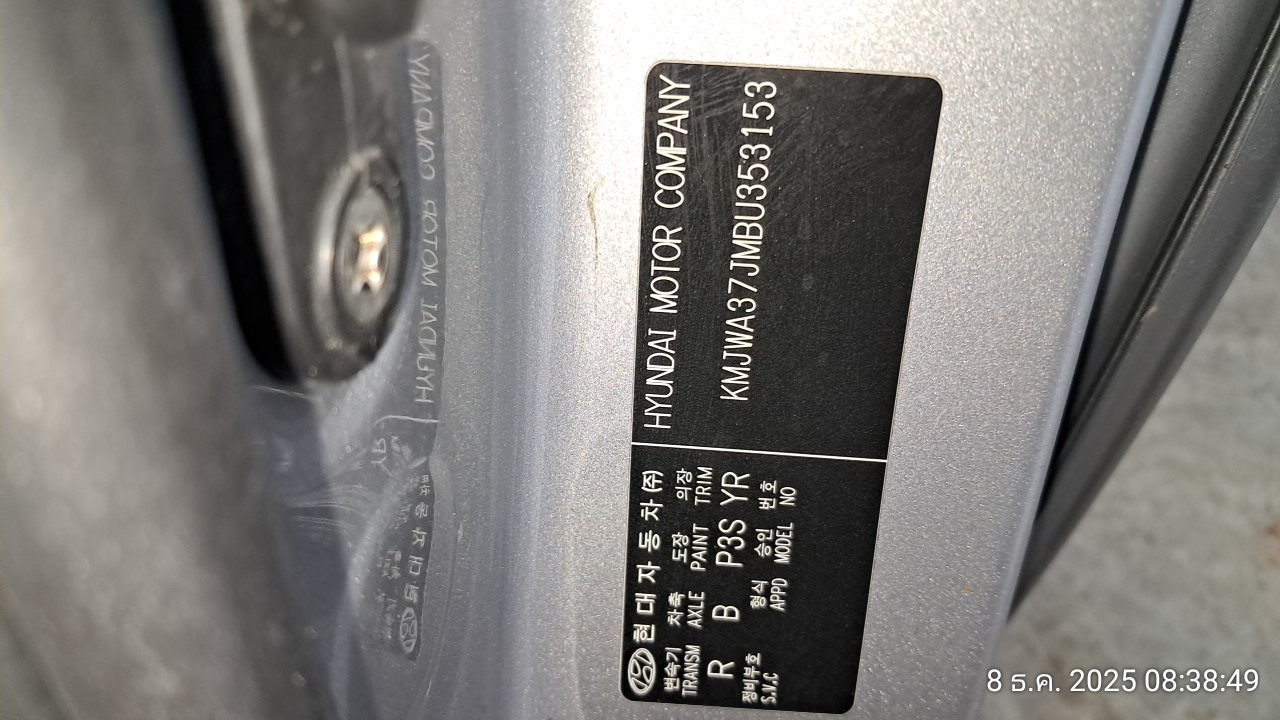 현대자동차(주) HYUNDAI MOTOR COMPANY
변속기 차축 도장 의장
TRANSM AXLE PAINT TRIM
R B P3S YR
KMJWA37JMBU353153
정비부호 형식 승인 번호
S.V.C APPD MODEL NO
HYUNDAI MOTOR COMPANY
8 ธ.ค. 2025 08:38:49